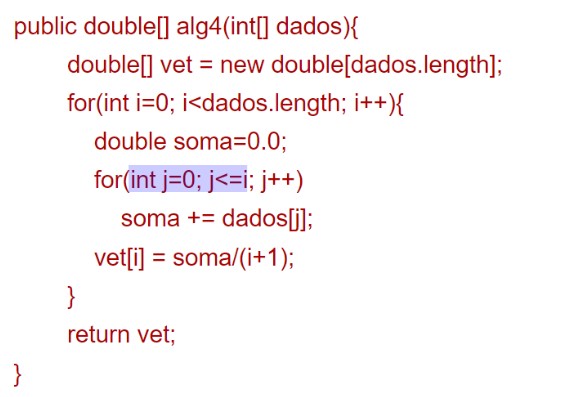 public double[] alg4(int[] dados){
double[] vet = new double[dados.length];
for(int i=0; i<dados.length; i++){
double soma=0.0;
for(int j=0; j<=i; j++)
soma += dados[j];
vet[i] = soma/(i+1);
}
return vet;
}